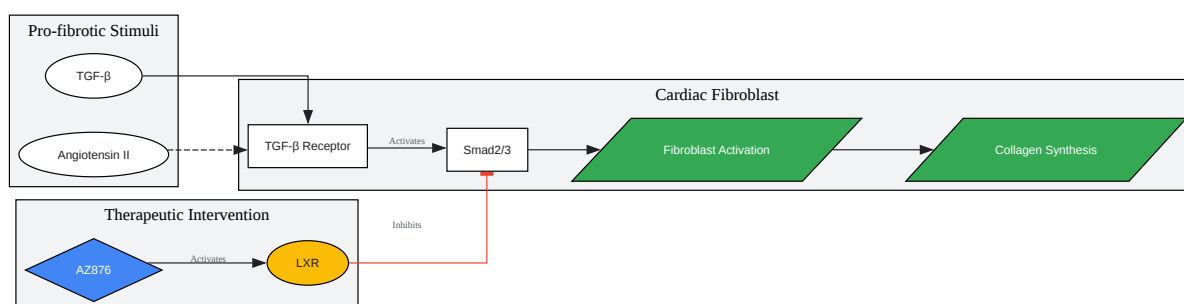 Pro-fibrotic Stimuli
TGF-β
Angiotensin II
Cardiac Fibroblast
TGF-β Receptor
Activates
Smad2/3
Fibroblast Activation
Collagen Synthesis
Therapeutic Intervention
AZ876
Activates
LXR
Inhibits